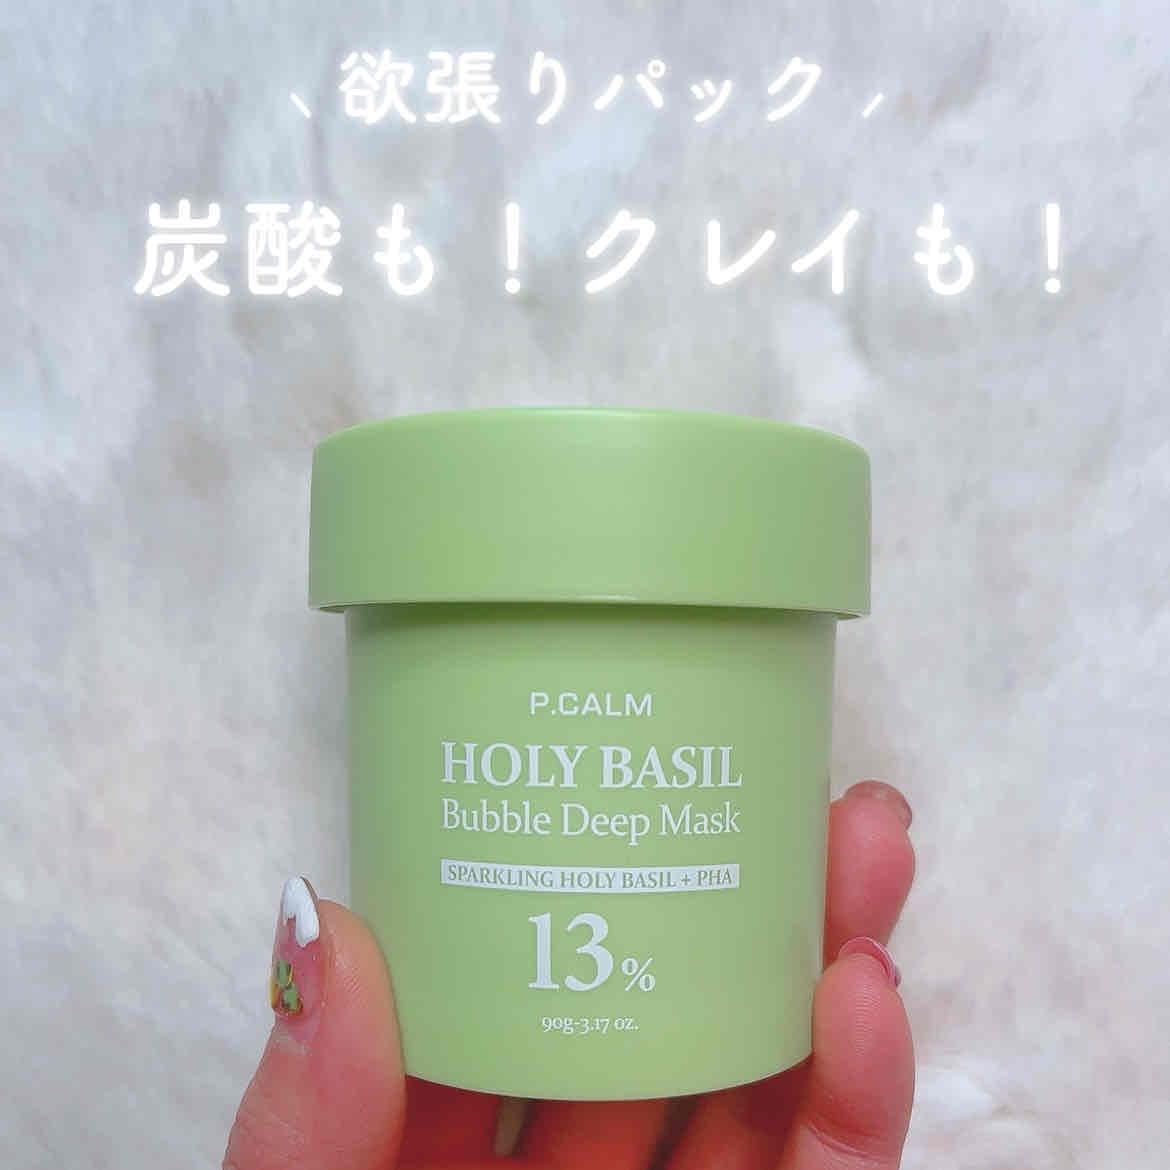 \ 欲張りパック /
炭酸も！クレイも！
P.CALM
HOLY BASIL
Bubble Deep Mask
SPARKLING HOLY BASIL + PHA
13%
90g-3.17 oz.